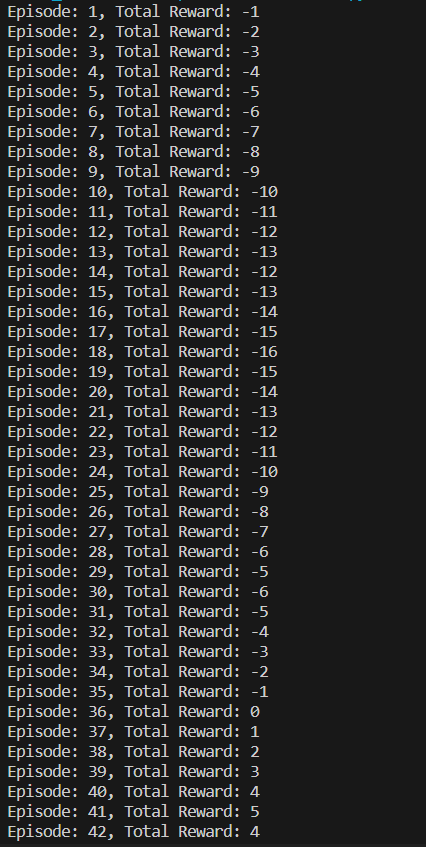 Episode: 1, Total Reward: -1
Episode: 2, Total Reward: -2
Episode: 3, Total Reward: -3
Episode: 4, Total Reward: -4
Episode: 5, Total Reward: -5
Episode: 6, Total Reward: -6
Episode: 7, Total Reward: -7
Episode: 8, Total Reward: -8
Episode: 9, Total Reward: -9
Episode: 10, Total Reward: -10
Episode: 11, Total Reward: -11
Episode: 12, Total Reward: -12
Episode: 13, Total Reward: -13
Episode: 14, Total Reward: -12
Episode: 15, Total Reward: -13
Episode: 16, Total Reward: -14
Episode: 17, Total Reward: -15
Episode: 18, Total Reward: -16
Episode: 19, Total Reward: -15
Episode: 20, Total Reward: -14
Episode: 21, Total Reward: -13
Episode: 22, Total Reward: -12
Episode: 23, Total Reward: -11
Episode: 24, Total Reward: -10
Episode: 25, Total Reward: -9
Episode: 26, Total Reward: -8
Episode: 27, Total Reward: -7
Episode: 28, Total Reward: -6
Episode: 29, Total Reward: -5
Episode: 30, Total Reward: -6
Episode: 31, Total Reward: -5
Episode: 32, Total Reward: -4
Episode: 33, Total Reward: -3
Episode: 34, Total Reward: -2
Episode: 35, Total Reward: -1
Episode: 36, Total Reward: 0
Episode: 37, Total Reward: 1
Episode: 38, Total Reward: 2
Episode: 39, Total Reward: 3
Episode: 40, Total Reward: 4
Episode: 41, Total Reward: 5
Episode: 42, Total Reward: 4